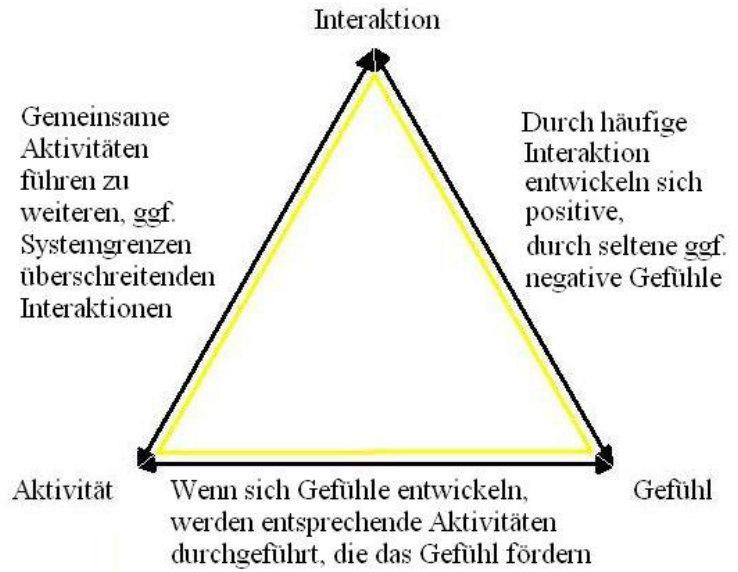 Interaktion
Gemeinsame
Aktivitäten
führen zu
weiteren, ggf.
Systemgrenzen
überschreitenden
Interaktionen
Durch häufige
Interaktion
entwickeln sich
positive,
durch seltene ggf.
negative Gefühle
Aktivität
Wenn sich Gefühle entwickeln,
werden entsprechende Aktivitäten
durchgeführt, die das Gefühl fördern
Gefühl